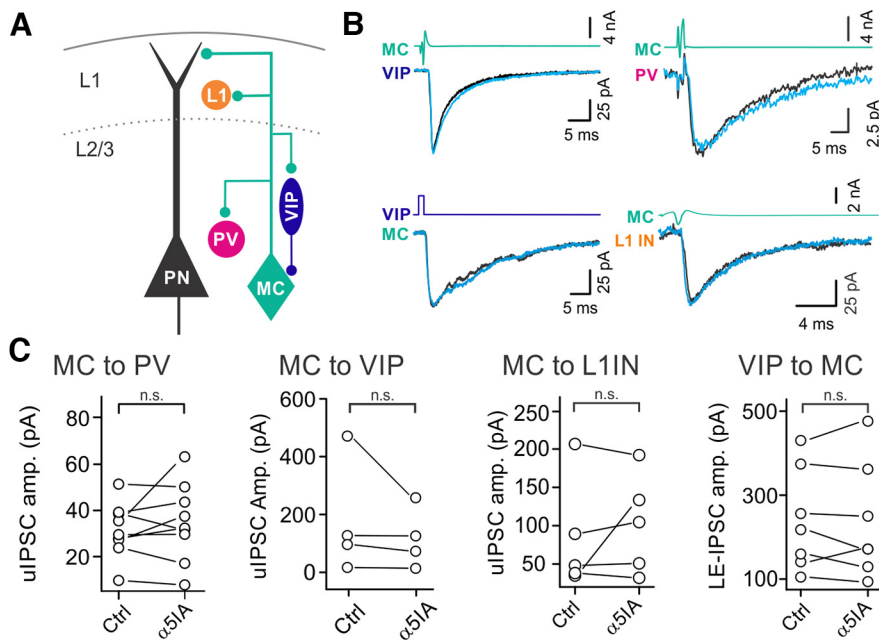 A
L1
L1
L2/3
VIP
PV
PN
MC
B
MC
4 nA
VIP
25 pA
5 ms
MC
4 nA
PV
5 ms
2.5 pA
VIP
MC
25 pA
5 ms
MC
2 nA
L1 IN
4 ms
25 pA
C
MC to PV
n.s.
uIPSC amp. (pA)
80
60
40
20
Ctrl
α5IA
MC to VIP
n.s.
uIPSC Amp. (pA)
600
400
200
0
Ctrl
α5IA
MC to L1IN
n.s.
uIPSC amp. (pA)
250
200
150
100
50
Ctrl
α5IA
VIP to MC
n.s.
LE-IPSC amp. (pA)
500
300
100
Ctrl
α5IA